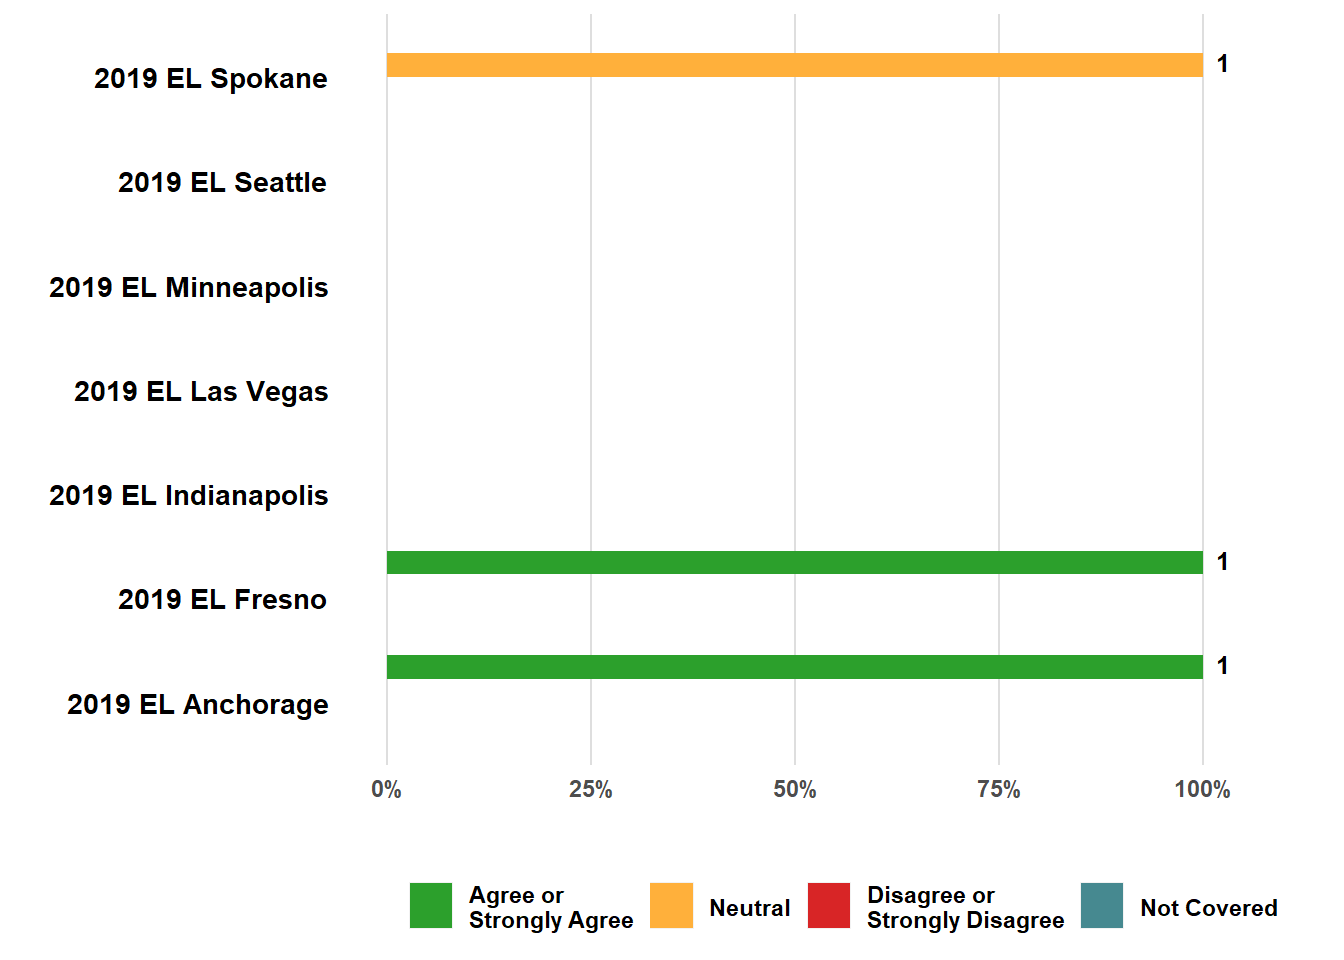 2019 EL Spokane
1
2019 EL Seattle
2019 EL Minneapolis
2019 EL Las Vegas
2019 EL Indianapolis
1
2019 EL Fresno
1
2019 EL Anchorage
0%
25%
50%
75%
100%
Agree or
Strongly Agree
Neutral
Disagree or
Strongly Disagree
Not Covered